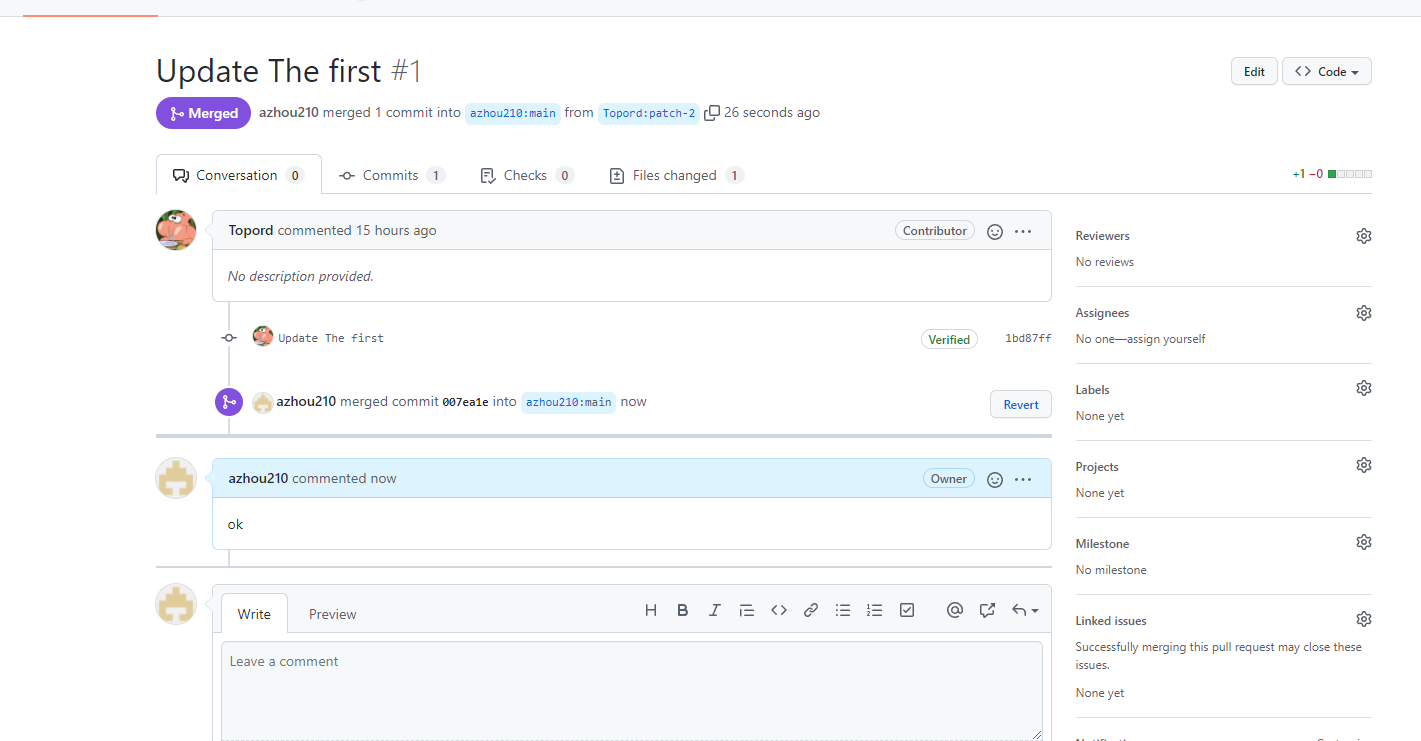 Update The first #1
Edit
Code
Merged
azhou210 merged 1 commit into azhou210:main from Topord:patch-2 26 seconds ago
Conversation 0
Commits 1
Checks 0
Files changed 1
+1 −0
Topord commented 15 hours ago
Contributor
No description provided.
Update The first
Verified
1bd87ff
azhou210 merged commit 007ea1e into azhou210:main now
Revert
azhou210 commented now
Owner
ok
Write
Preview
Leave a comment
Reviewers
No reviews
Assignees
No one—assign yourself
Labels
None yet
Projects
None yet
Milestone
No milestone
Linked issues
Successfully merging this pull request may close these
issues.
None yet